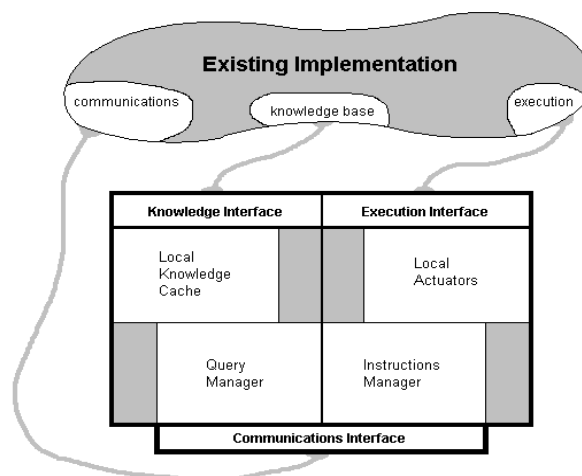 Existing Implementation
communications
knowledge base
execution
Knowledge Interface
Execution Interface
Local
Knowledge
Cache
Local
Actuators
Query
Manager
Instructions
Manager
Communications Interface